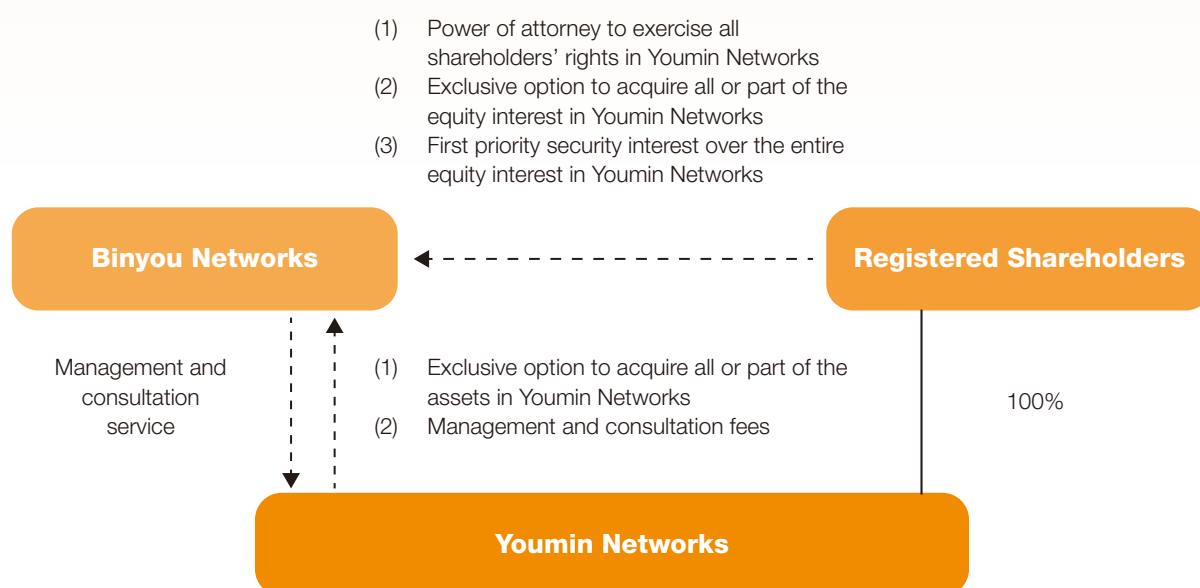 (1) Power of attorney to exercise all
shareholders’ rights in Youmin Networks
(2) Exclusive option to acquire all or part of the
equity interest in Youmin Networks
(3) First priority security interest over the entire
equity interest in Youmin Networks
Binyou Networks
Registered Shareholders
Management and
consultation
service
(1) Exclusive option to acquire all or part of the
assets in Youmin Networks
(2) Management and consultation fees
100%
Youmin Networks